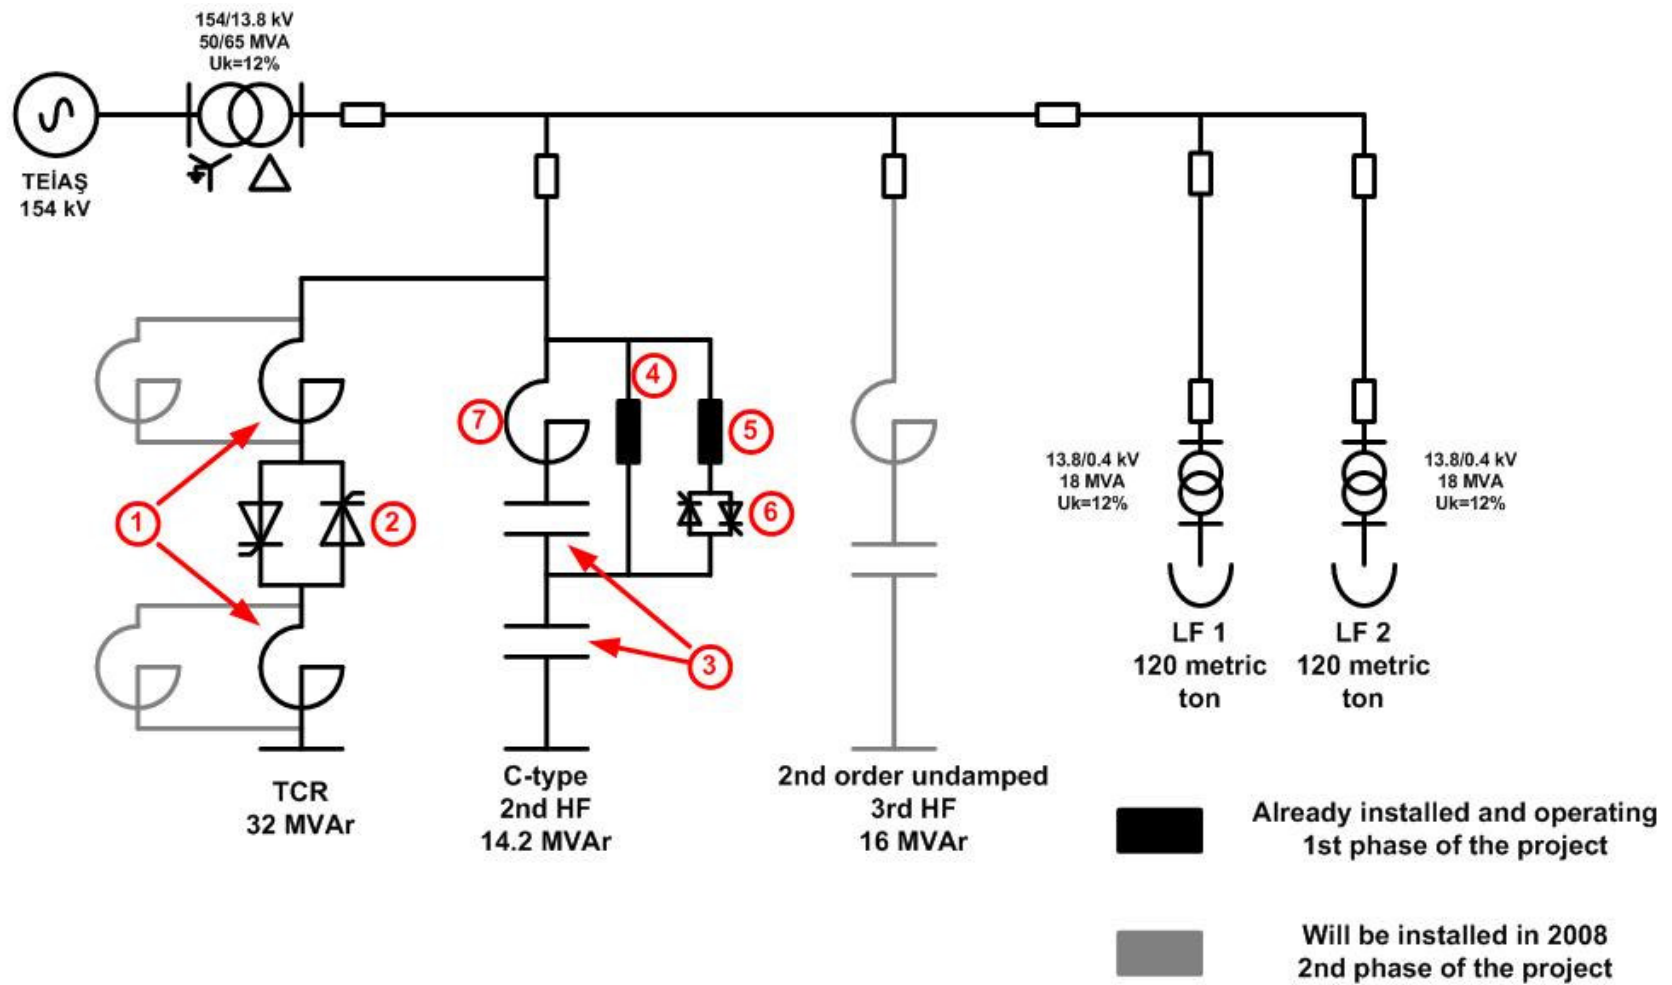 154/13.8 kV
50/65 MVA
Uk=12%
TEİAŞ
154 kV
1
2
3
4
5
6
7
13.8/0.4 kV
18 MVA
Uk=12%
13.8/0.4 kV
18 MVA
Uk=12%
LF 1
120 metric
ton
LF 2
120 metric
ton
TCR
32 MVAr
C-type
2nd HF
14.2 MVAr
2nd order undamped
3rd HF
16 MVAr
Already installed and operating
1st phase of the project
Will be installed in 2008
2nd phase of the project